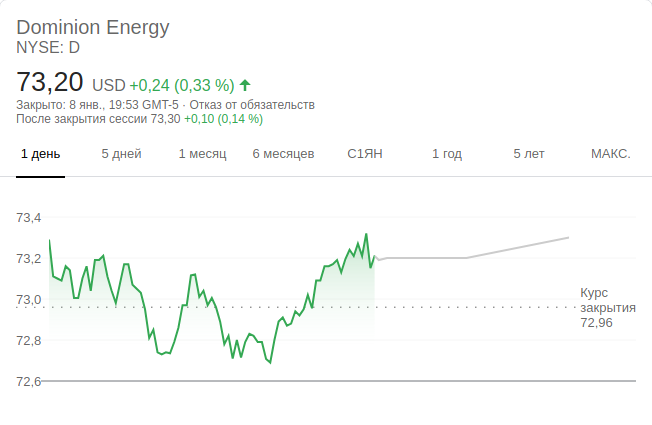 Dominion Energy
NYSE: D
73,20 USD +0,24 (0,33 %)
Закрыто: 8 янв., 19:53 GMT-5 · Отказ от обязательств
После закрытия сессии 73,30 +0,10 (0,14 %)
1 день 5 дней 1 месяц 6 месяцев С1ЯН 1 год 5 лет МАКС.
73,4
73,2
73,0
Курс
закрытия
72,96
72,8
72,6